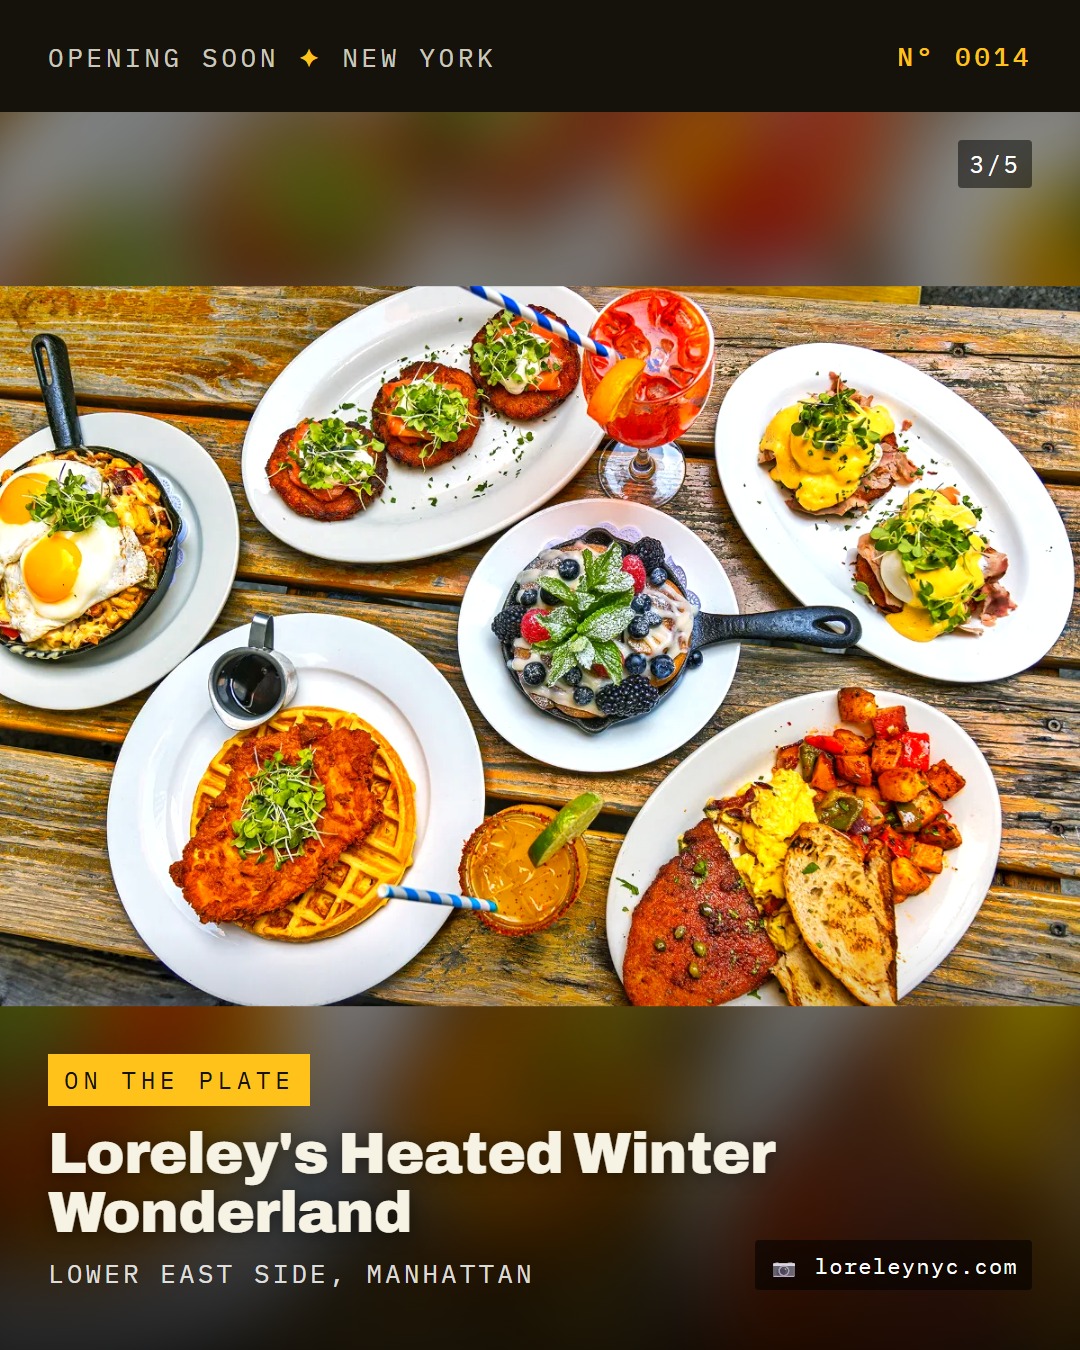 OPENING SOON ✦ NEW YORK
N° 0014
3/5
ON THE PLATE
Loreley's Heated Winter
Wonderland
LOWER EAST SIDE, MANHATTAN
📷 loreleynyc.com